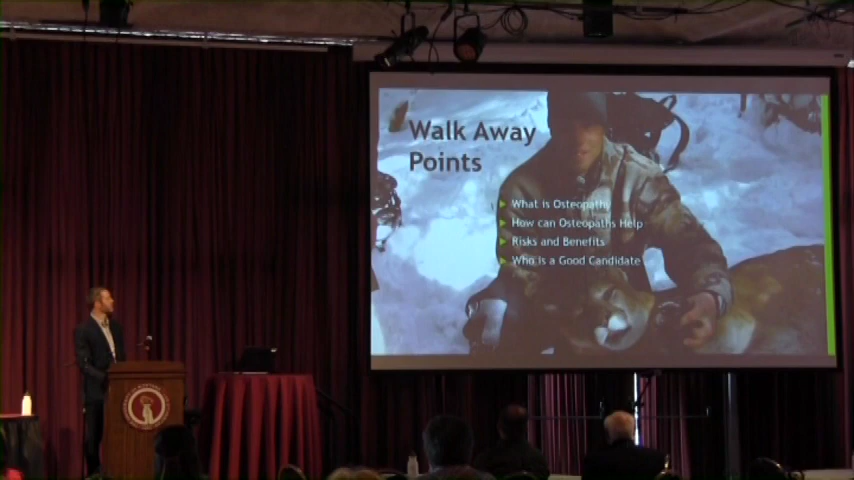 Walk Away
Points
What is Osteopathy
How can Osteopaths Help
Risks and Benefits
Who is a Good Candidate